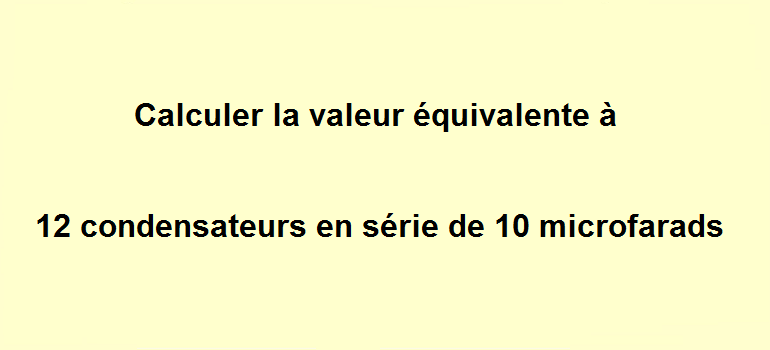 Calculer la valeur équivalente à
12 condensateurs en série de 10 microfarads